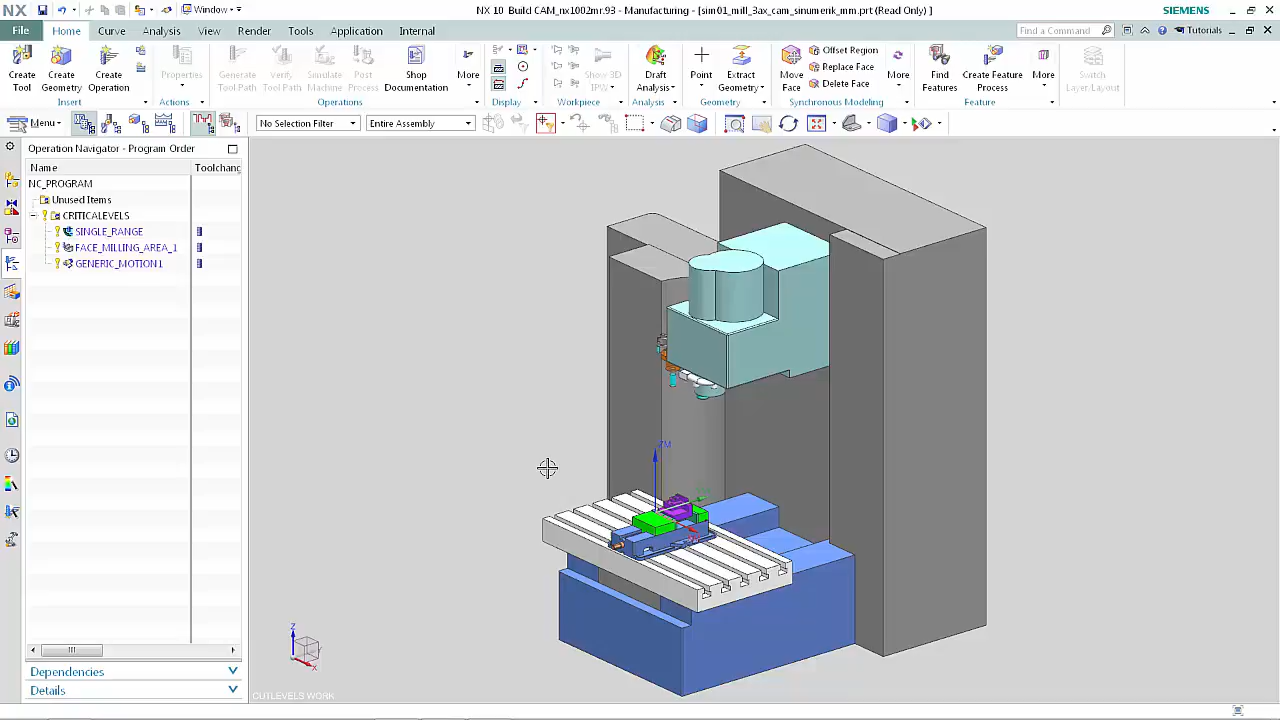 NX Window NX 10 Build CAM_nx1002mr.93 - Manufacturing - [sim01_mill_3ax_cam_sinumerik_mm.prt (Read Only) ] SIEMENS
File Home Curve Analysis View Render Tools Application Internal Find a Command Tutorials
Create Tool Create Geometry Create Operation Properties Generate Tool Path Verify Tool Path Simulate Machine Post Process Shop Documentation More Show 3D IPW Draft Analysis Point Extract Geometry Move Face Offset Region Replace Face Delete Face More Find Features Create Feature Process More Switch Layer/Layout
Insert Actions Operations Display Workpiece Analysis Geometry Synchronous Modeling Feature
Menu No Selection Filter Entire Assembly
Operation Navigator - Program Order
Name Toolchang
NC_PROGRAM
Unused Items
CRITICALEVELS
SINGLE_RANGE
FACE_MILLING_AREA_1
GENERIC_MOTION1
ZM
Z
X
Dependencies
Details
CUTLEVELS WORK